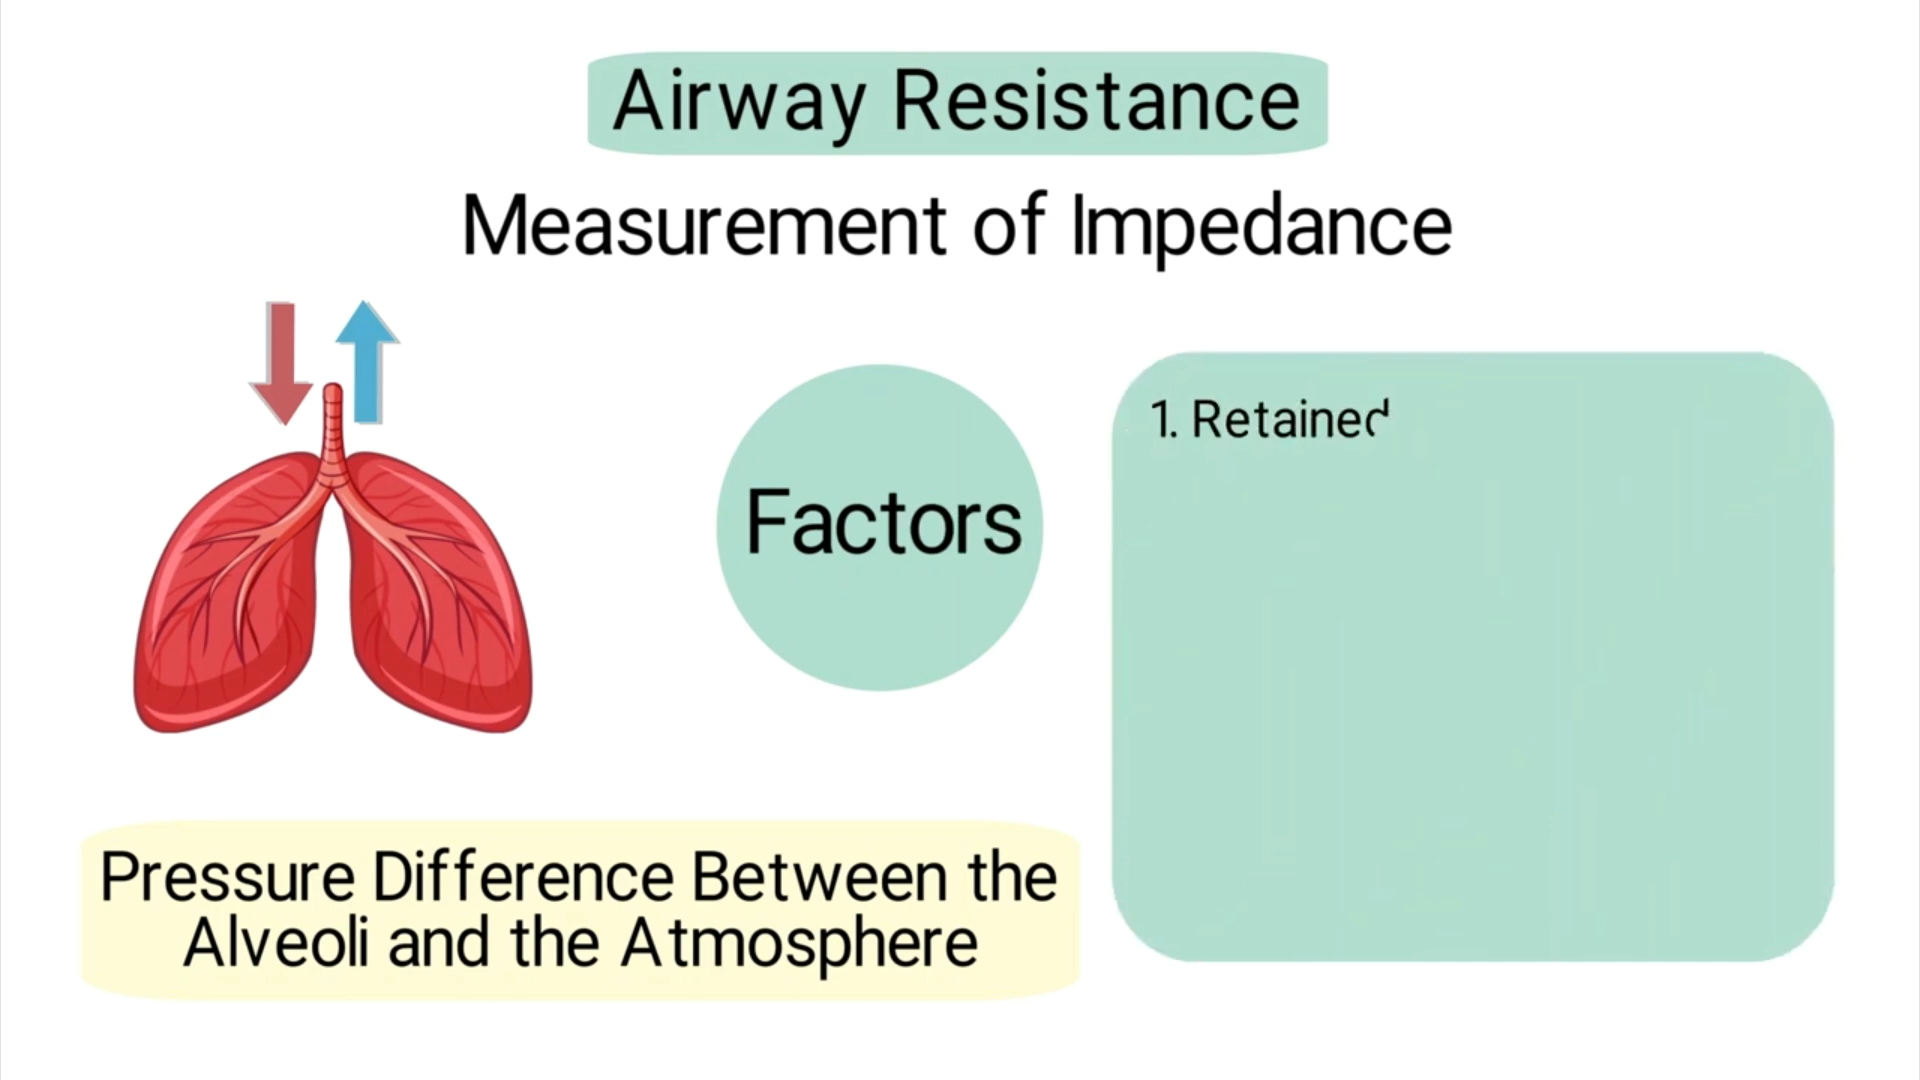 Airway Resistance
Measurement of Impedance
Factors
1. Retained
Pressure Difference Between the
Alveoli and the Atmosphere